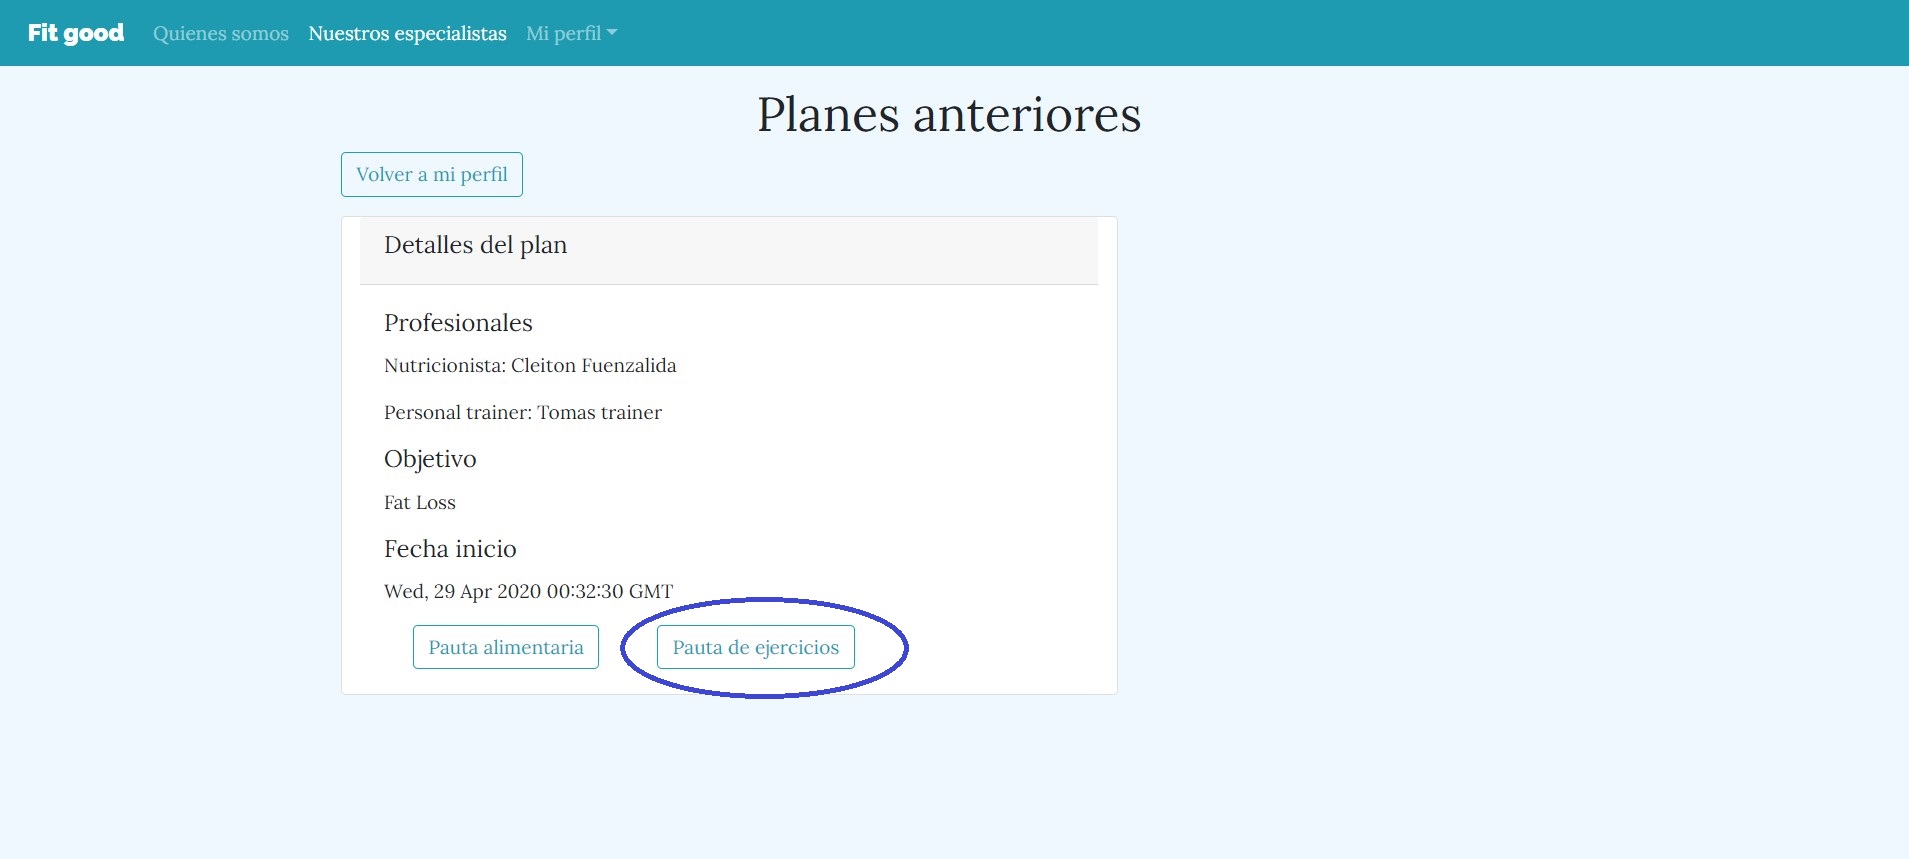 Fit good Quienes somos Nuestros especialistas Mi perfil
Planes anteriores
Volver a mi perfil
Detalles del plan
Profesionales
Nutricionista: Cleiton Fuenzalida
Personal trainer: Tomas trainer
Objetivo
Fat Loss
Fecha inicio
Wed, 29 Apr 2020 00:32:30 GMT
Pauta alimentaria Pauta de ejercicios